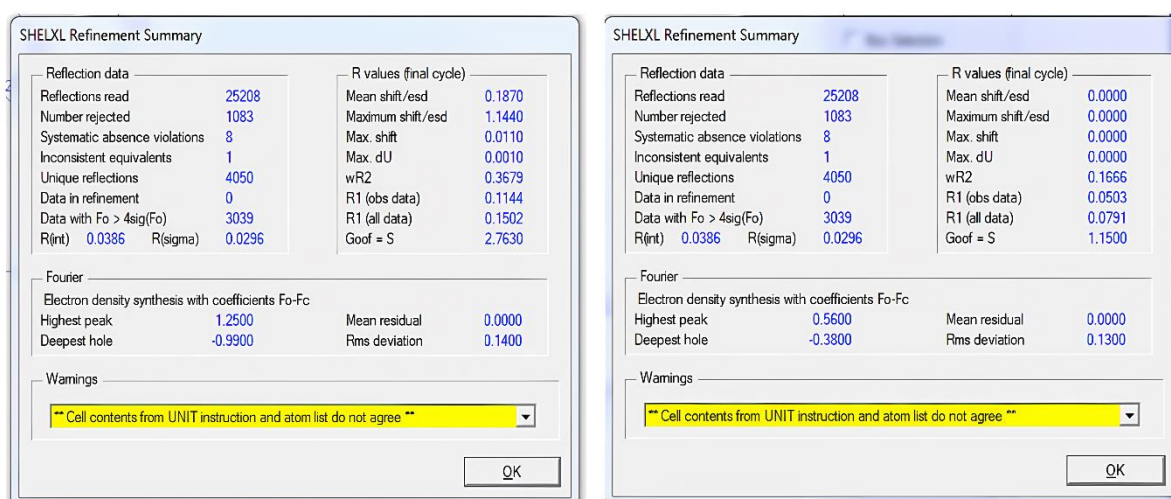 SHELXL Refinement Summary
Reflection data
Reflections read 25208
Number rejected 1083
Systematic absence violations 8
Inconsistent equivalents 1
Unique reflections 4050
Data in refinement 0
Data with Fo > 4sig(Fo) 3039
R(int) 0.0386 R(sigma) 0.0296
R values (final cycle)
Mean shift/esd 0.1870
Maximum shift/esd 1.1440
Max. shift 0.0110
Max. dU 0.0010
wR2 0.3679
R1 (obs data) 0.1144
R1 (all data) 0.1502
Goof = S 2.7630
Fourier
Electron density synthesis with coefficients Fo-Fc
Highest peak 1.2500 Mean residual 0.0000
Deepest hole -0.9900 Rms deviation 0.1400
Warnings
** Cell contents from UNIT instruction and atom list do not agree **
OK
SHELXL Refinement Summary
Reflection data
Reflections read 25208
Number rejected 1083
Systematic absence violations 8
Inconsistent equivalents 1
Unique reflections 4050
Data in refinement 0
Data with Fo > 4sig(Fo) 3039
R(int) 0.0386 R(sigma) 0.0296
R values (final cycle)
Mean shift/esd 0.0000
Maximum shift/esd 0.0000
Max. shift 0.0000
Max. dU 0.0000
wR2 0.1666
R1 (obs data) 0.0503
R1 (all data) 0.0791
Goof = S 1.1500
Fourier
Electron density synthesis with coefficients Fo-Fc
Highest peak 0.5600 Mean residual 0.0000
Deepest hole -0.3800 Rms deviation 0.1300
Warnings
** Cell contents from UNIT instruction and atom list do not agree **
OK